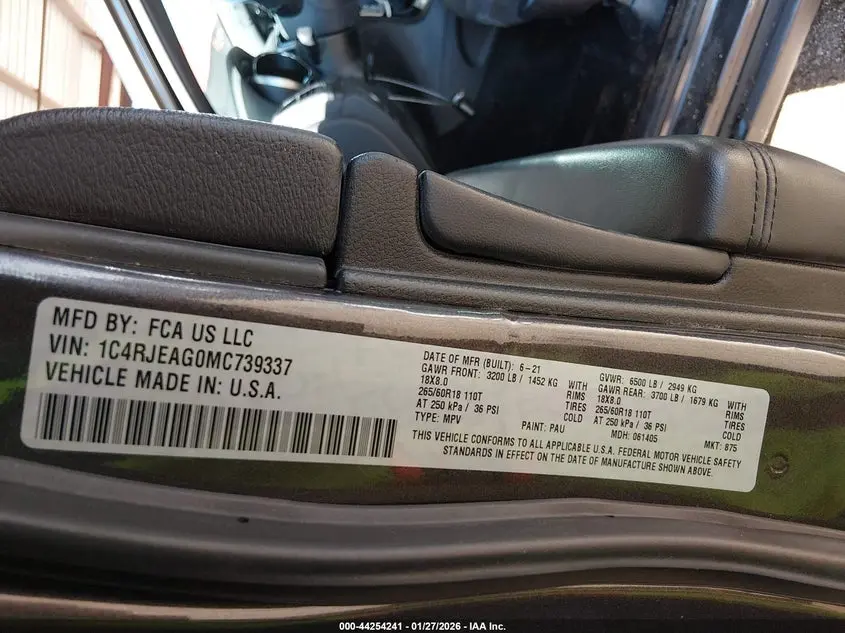 MFD BY: FCA US LLC
VIN: 1C4RJEAG0MC739337
VEHICLE MADE IN: U.S.A.
DATE OF MFR (BUILT): 6-21 GVWR: 6500 LB / 2949 KG
GAWR FRONT: 3200 LB / 1452 KG WITH GAWR REAR: 3700 LB / 1679 KG WITH
18X8.0 RIMS 18X8.0 RIMS
265/60R18 110T TIRES 265/60R18 110T TIRES
AT 250 kPa / 36 PSI COLD AT 250 kPa / 36 PSI COLD
TYPE: MPV PAINT: PAU MDH: 061405 MKT: 875
THIS VEHICLE CONFORMS TO ALL APPLICABLE U.S.A. FEDERAL MOTOR VEHICLE SAFETY
STANDARDS IN EFFECT ON THE DATE OF MANUFACTURE SHOWN ABOVE.
000-44254241 - 01/27/2026 - IAA Inc.